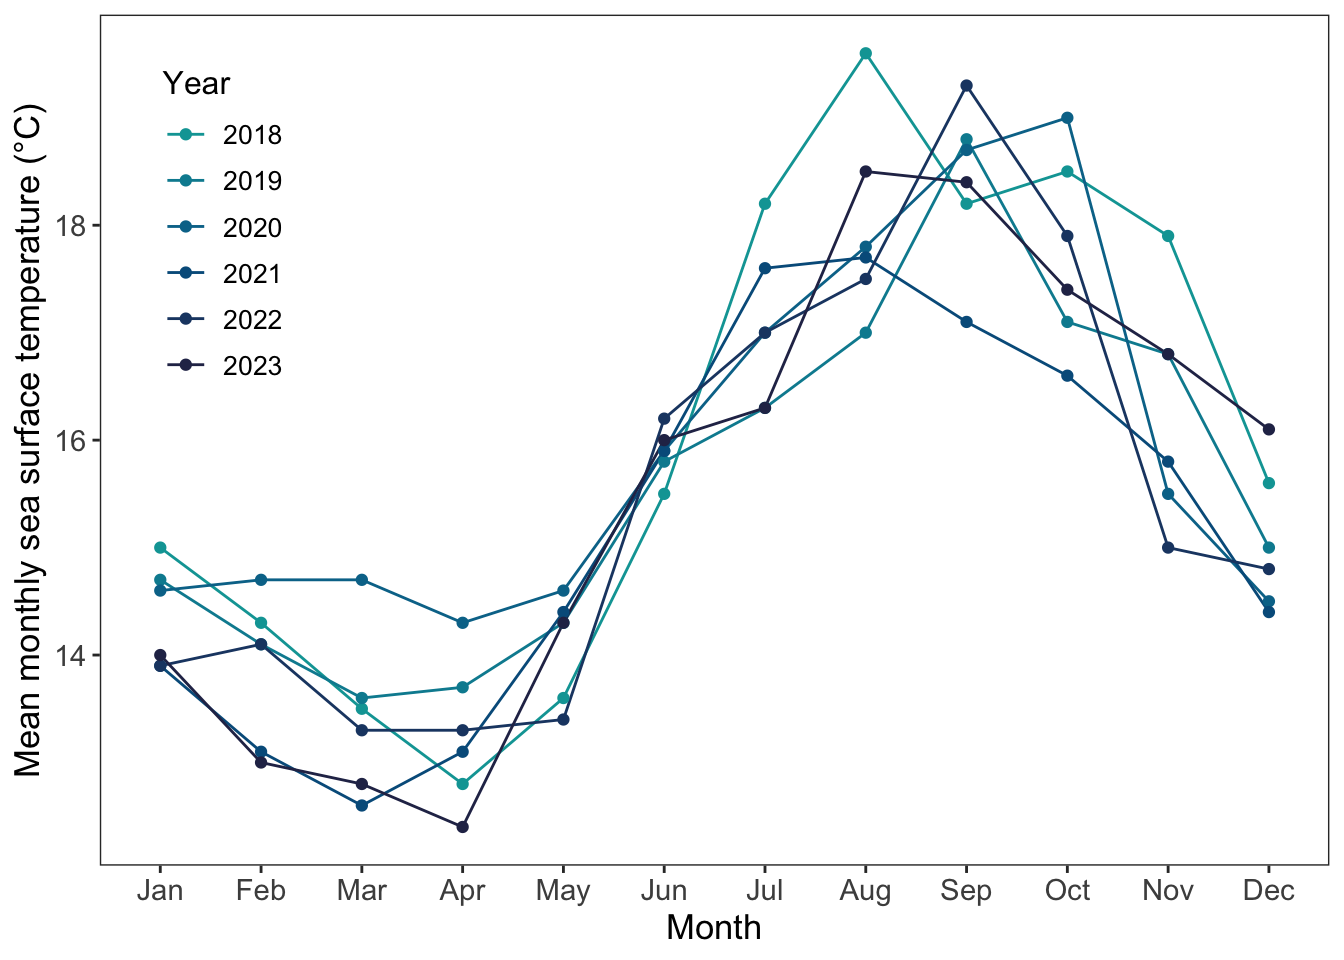 Year
2018
2019
2020
2021
2022
2023
Mean monthly sea surface temperature (°C)
18
16
14
Jan Feb Mar Apr May Jun Jul Aug Sep Oct Nov Dec
Month